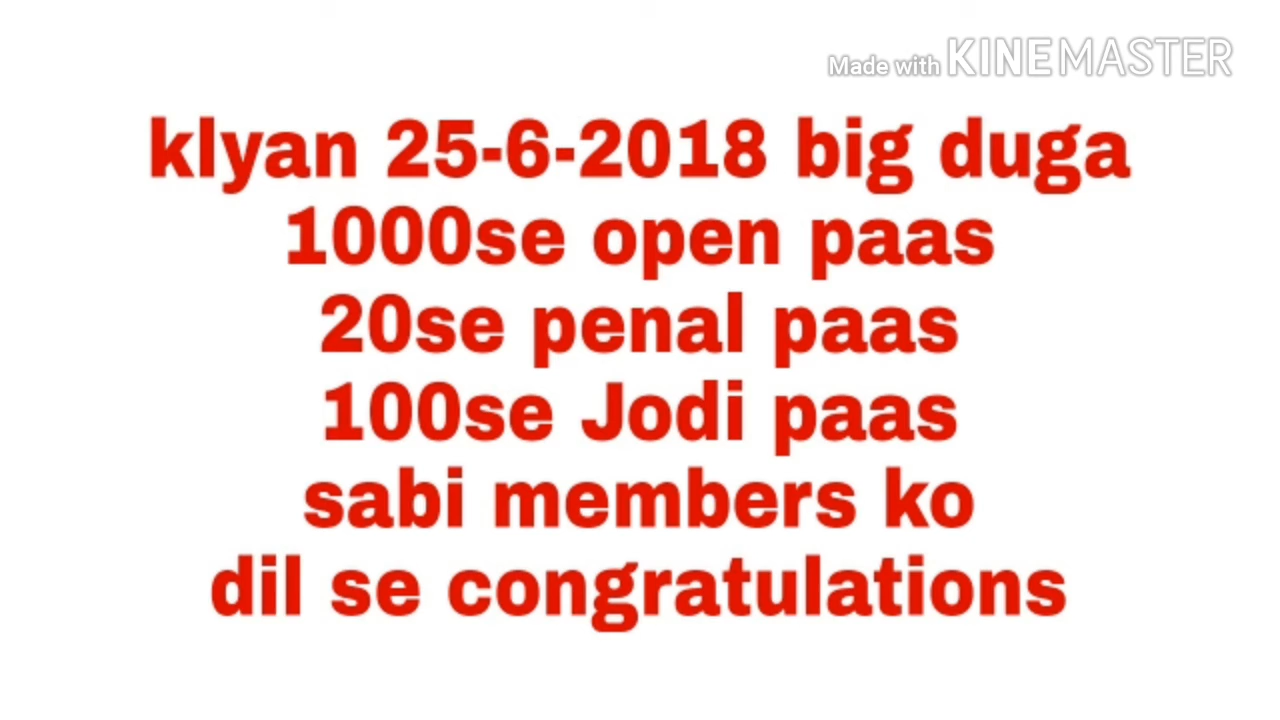 Made with KINEMASTER
klyan 25-6-2018 big duga
1000se open paas
20se penal paas
100se Jodi paas
sabi members ko
dil se congratulations